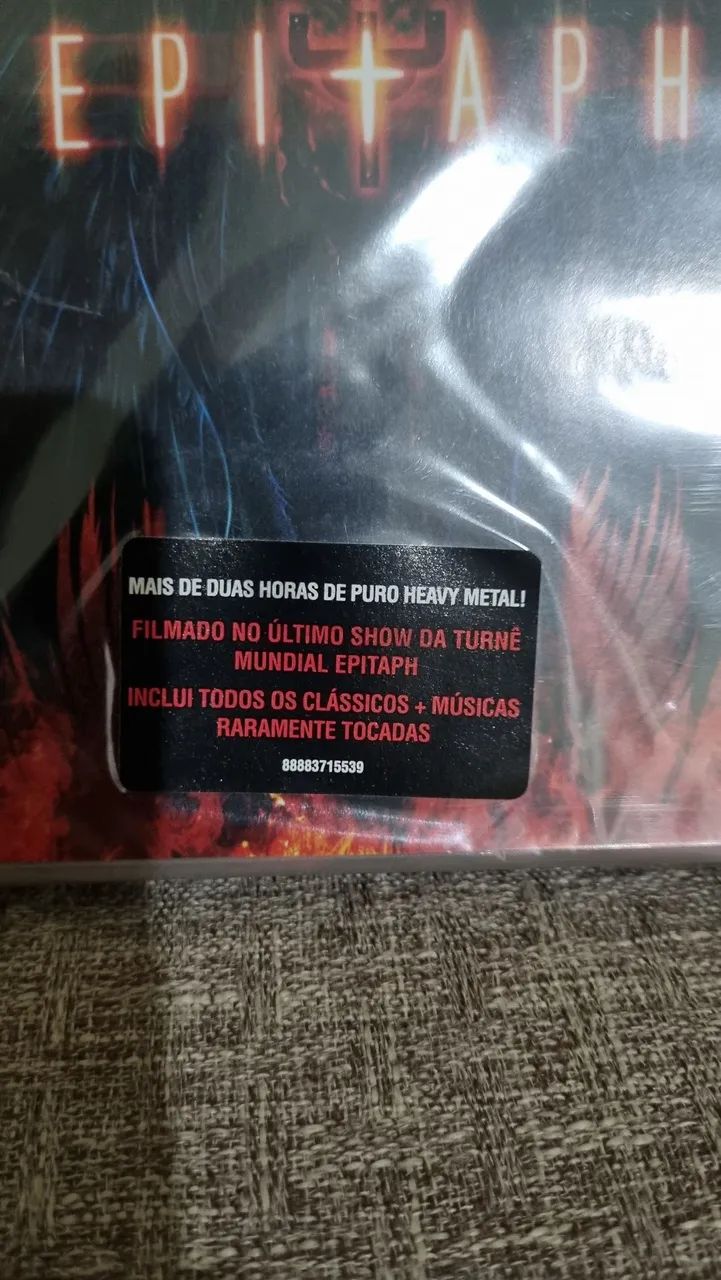 EPITAPH
MAIS DE DUAS HORAS DE PURO HEAVY METAL!
FILMADO NO ÚLTIMO SHOW DA TURNÊ
MUNDIAL EPITAPH
INCLUI TODOS OS CLÁSSICOS + MÚSICAS
RARAMENTE TOCADAS
88883715539